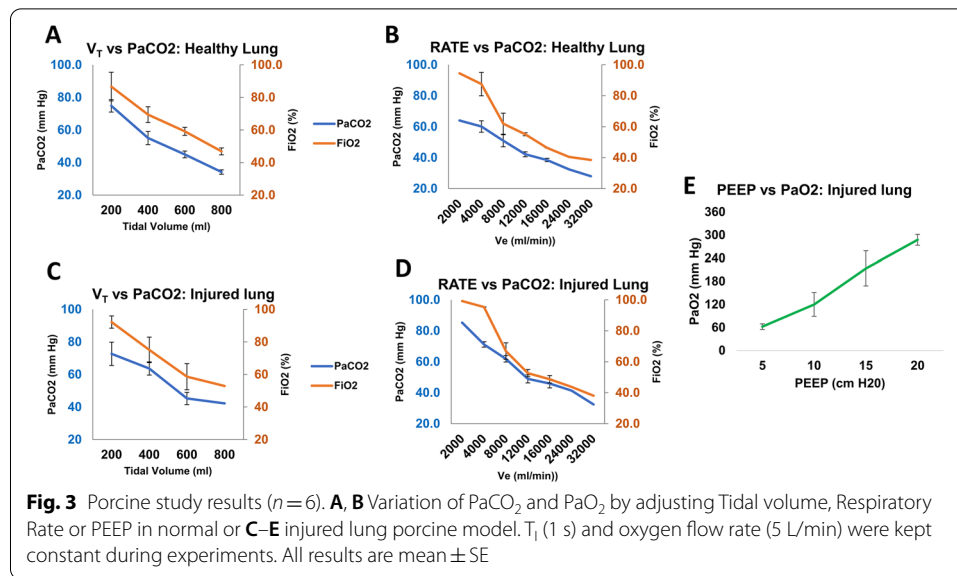 A
V_T vs PaCO2: Healthy Lung
100.0
80.0
60.0
40.0
20.0
PaCO2 (mm Hg)
100.0
80.0
60.0
40.0
20.0
FiO2 (%)
200 400 600 800
Tidal Volume (ml)
PaCO2
FiO2
B
RATE vs PaCO2: Healthy Lung
100.0
80.0
60.0
40.0
20.0
PaCO2 (mm Hg)
100.0
80.0
60.0
40.0
20.0
FiO2 (%)
2000 4000 8000 12000 16000 24000 32000
Ve (ml/min))
C
V_T vs PaCO2: Injured lung
100
80
60
40
20
PaCO2 (mm Hg)
100
80
60
40
20
FiO2 (%)
200 400 600 800
Tidal Volume (ml)
PaCO2
FiO2
D
RATE vs PaCO2: Injured Lung
100.0
80.0
60.0
40.0
20.0
PaCO2 (mm Hg)
100.0
80.0
60.0
40.0
20.0
FiO2 (%)
2000 4000 8000 12000 16000 24000 32000
Ve (ml/min))
E
PEEP vs PaO2: Injured lung
360
300
240
180
120
60
0
PaO2 (mm Hg)
5 10 15 20
PEEP (cm H20)
Fig. 3 Porcine study results (n = 6). A, B Variation of PaCO₂ and PaO₂ by adjusting Tidal volume, Respiratory
Rate or PEEP in normal or C–E injured lung porcine model. T_I (1 s) and oxygen flow rate (5 L/min) were kept
constant during experiments. All results are mean ± SE